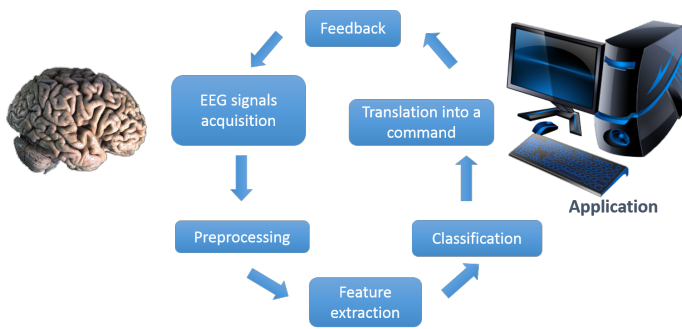 Feedback
EEG signals
acquisition
Translation into a
command
Application
Preprocessing
Classification
Feature
extraction